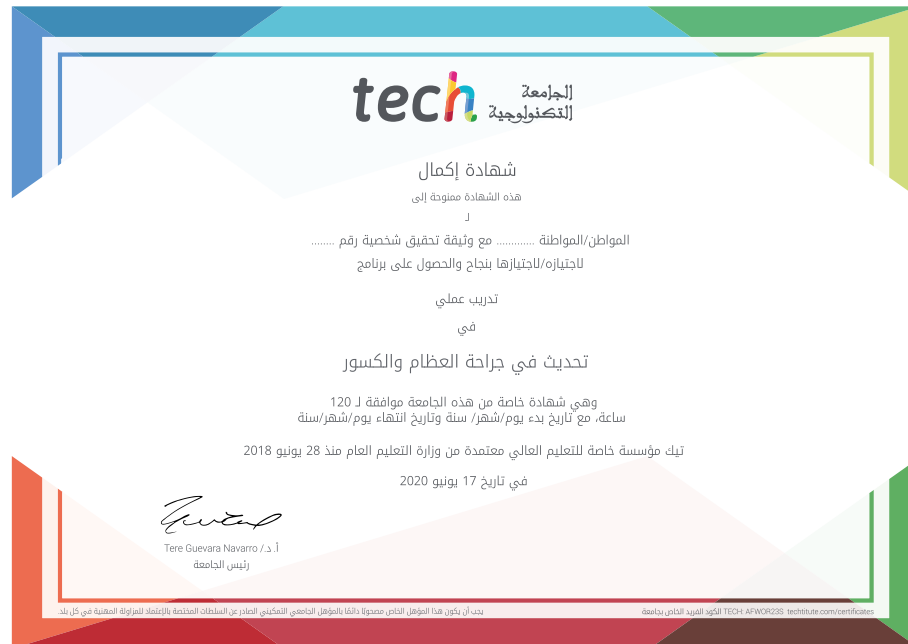 tech الجامعة
التكنولوجية
شهادة إكمال
هذه الشهادة ممنوحة إلى
لـ
المواطن/المواطنة ............. مع وثيقة تحقيق شخصية رقم ........
لاجتيازه/لاجتيازها بنجاح والحصول على برنامج
تدريب عملي
في
تحديث في جراحة العظام والكسور
وهي شهادة خاصة من هذه الجامعة موافقة لـ 120
ساعة، مع تاريخ بدء يوم/شهر/ سنة وتاريخ انتهاء يوم/شهر/سنة
تيك مؤسسة خاصة للتعليم العالي معتمدة من وزارة التعليم العام منذ 28 يونيو 2018
في تاريخ 17 يونيو 2020
أ. د./ Tere Guevara Navarro
رئيس الجامعة
يجب أن يكون هذا المؤهل الخاص مصحوبًا دائمًا بالمؤهل الجامعي التمكيني الصادر عن السلطات المختصة بالإعتماد للمزاولة المهنية في كل بلد.
الكود الفريد الخاص بجامعة TECH: AFWOR23S techtitute.com/certificates